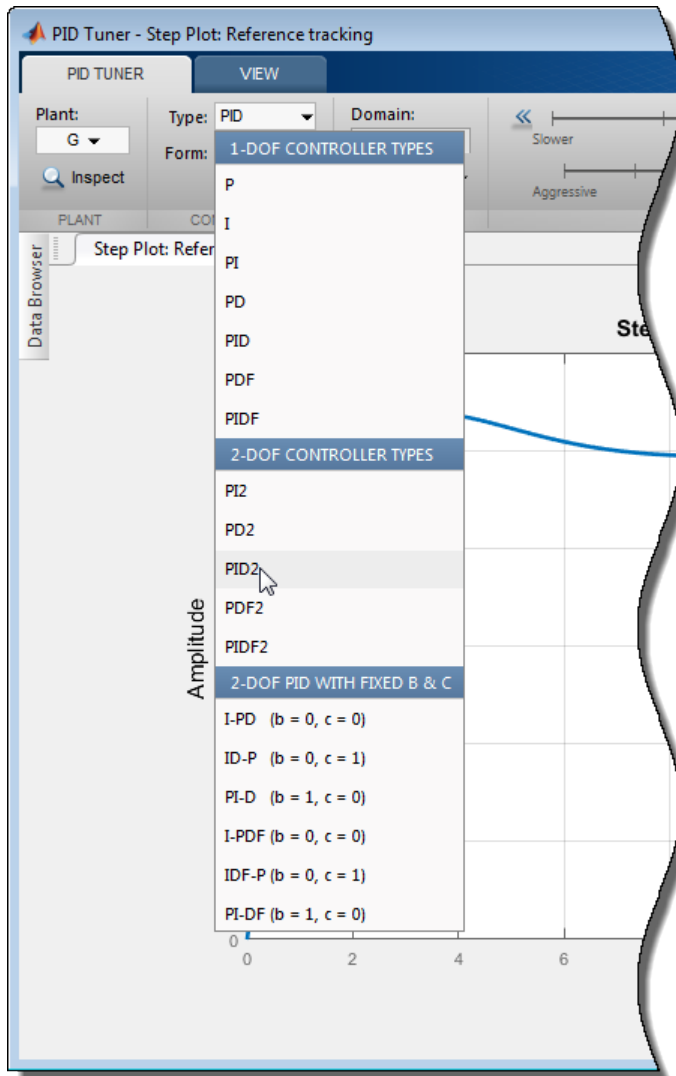 PID Tuner - Step Plot: Reference tracking
PID TUNER
VIEW
Plant:
G
Inspect
PLANT
Type: PID
Form:
Domain:
Slower
Aggressive
Data Browser
Step Plot: Refer
1-DOF CONTROLLER TYPES
P
I
PI
PD
PID
PDF
PIDF
2-DOF CONTROLLER TYPES
PI2
PD2
PID2
PDF2
PIDF2
2-DOF PID WITH FIXED B & C
I-PD (b = 0, c = 0)
ID-P (b = 0, c = 1)
PI-D (b = 1, c = 0)
I-PDF (b = 0, c = 0)
IDF-P (b = 0, c = 1)
PI-DF (b = 1, c = 0)
Amplitude
0
0 2 4 6